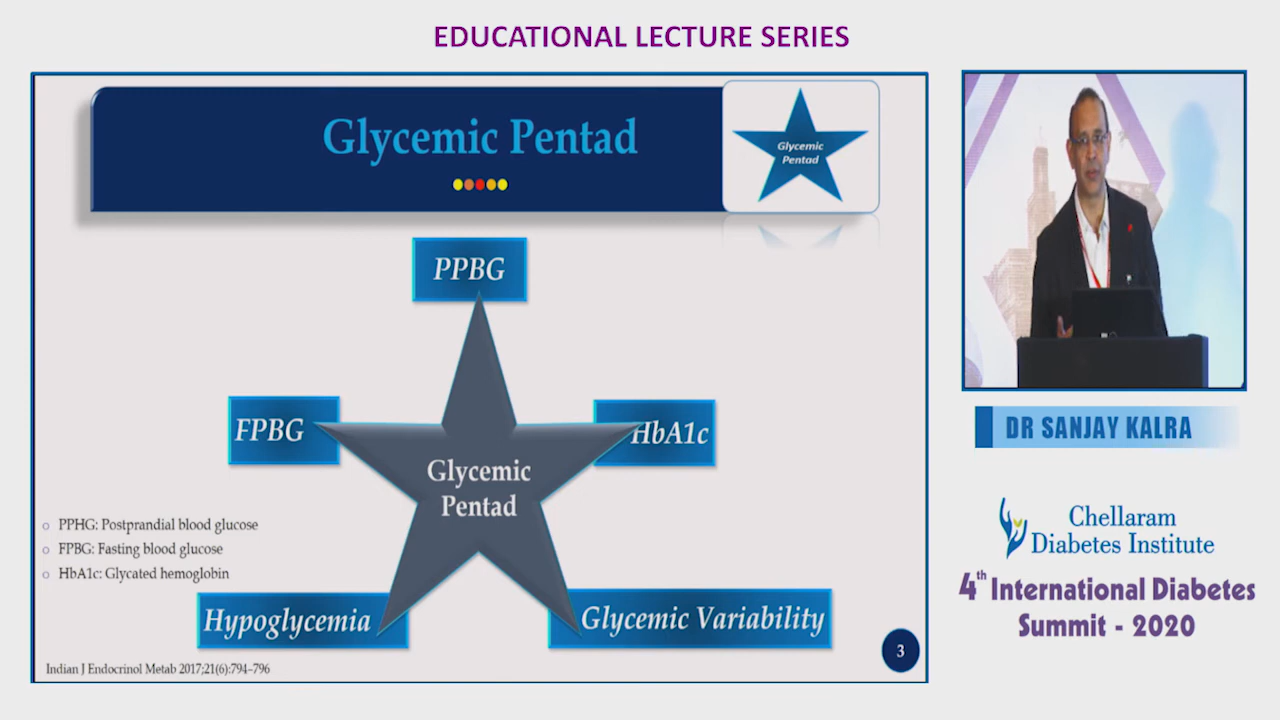 EDUCATIONAL LECTURE SERIES
Glycemic Pentad
Glycemic
Pentad
PPBG
FPBG
HbA1c
Glycemic
Pentad
PPHG: Postprandial blood glucose
FPBG: Fasting blood glucose
HbA1c: Glycated hemoglobin
Hypoglycemia
Glycemic Variability
3
Indian J Endocrinol Metab 2017;21(6):794–796
DR SANJAY KALRA
Chellaram
Diabetes Institute
4th International Diabetes
Summit - 2020